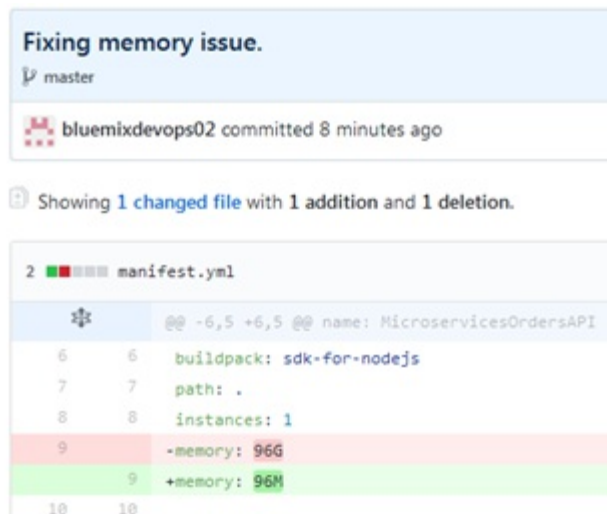 Fixing memory issue.
master
bluemixdevops02 committed 8 minutes ago
Showing 1 changed file with 1 addition and 1 deletion.
2 manifest.yml
@@ -6,5 +6,5 @@ name: MicroservicesOrdersAPI
6 6 buildpack: sdk-for-nodejs
7 7 path: .
8 8 instances: 1
9 -memory: 96G
9 +memory: 96M
10 10